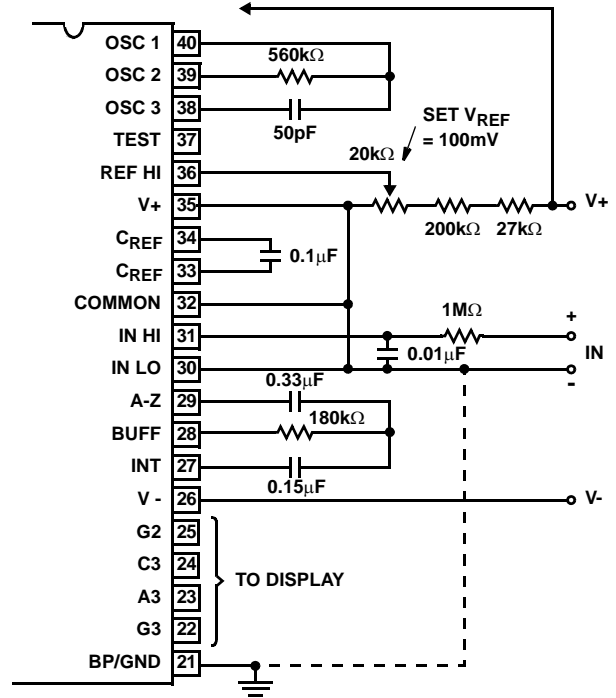 OSC 1 40
560kΩ
OSC 2 39
OSC 3 38
50pF
SET VREF
= 100mV
TEST 37
20kΩ
REF HI 36
V+ 35
V+
200kΩ 27kΩ
CREF 34
0.1µF
CREF 33
COMMON 32
1MΩ
+
IN HI 31
0.01µF
IN
IN LO 30
-
0.33µF
A-Z 29
180kΩ
BUFF 28
INT 27
0.15µF
V - 26
V-
G2 25
C3 24
TO DISPLAY
A3 23
G3 22
BP/GND 21